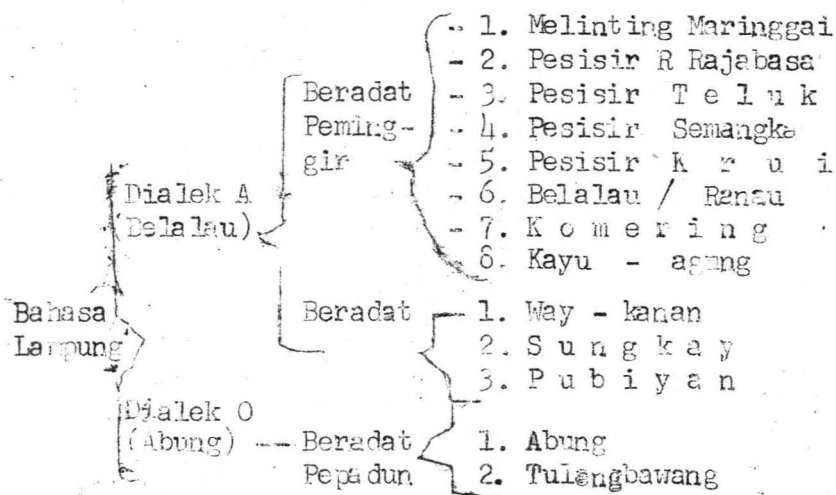 - 1. Melinting Maringgai
- 2. Pesisir R Rajabasa
Beradat - 3. Pesisir T e l u k
Peming- - 4. Pesisir Semangka
gir - 5. Pesisir K r u i
Dialek A - 6. Belalau / Ranau
(Belalau) - 7. K o m e r i n g
8. Kayu - agung
Bahasa Beradat 1. Way - kanan
Lampung 2. S u n g k a y
3. P u b i y a n
Dialek O
(Abung) -- Beradat 1. Abung
Pepadun 2. Tulangbawang